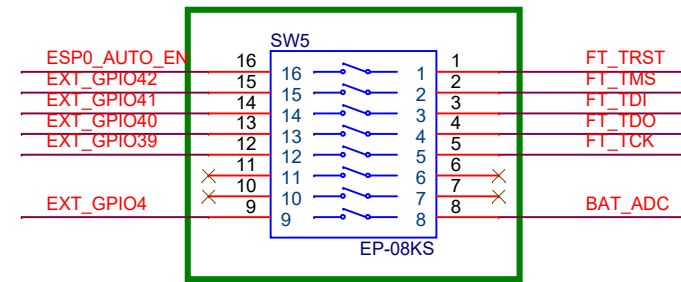 SW5
ESP0_AUTO_EN 16 16 1 1 FT_TRST
EXT_GPIO42 15 15 2 2 FT_TMS
EXT_GPIO41 14 14 3 3 FT_TDI
EXT_GPIO40 13 13 4 4 FT_TDO
EXT_GPIO39 12 12 5 5 FT_TCK
11 11 6 6
10 10 7 7
EXT_GPIO4 9 9 8 8 BAT_ADC
EP-08KS